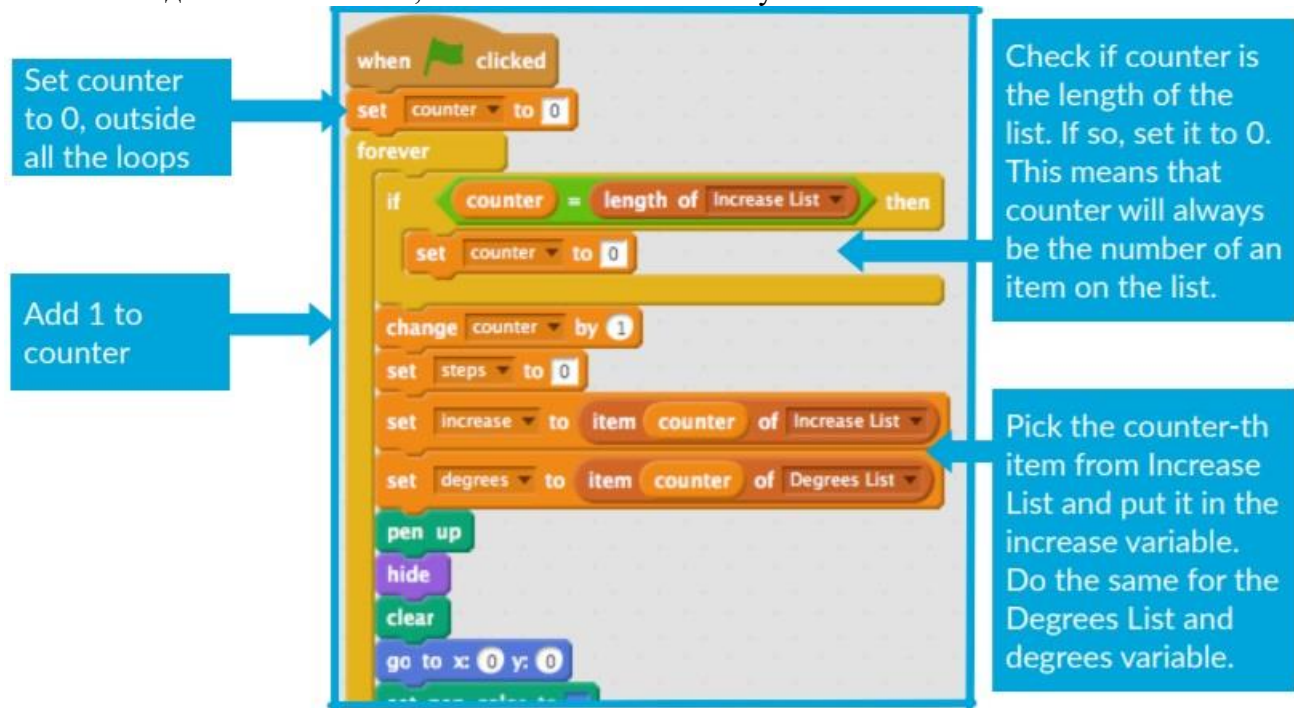 Set counter
to 0, outside
all the loops
Add 1 to
counter
when clicked
set counter to 0
forever
if counter = length of Increase List then
set counter to 0
change counter by 1
set steps to 0
set increase to item counter of Increase List
set degrees to item counter of Degrees List
pen up
hide
clear
go to x: 0 y: 0
Check if counter is
the length of the
list. If so, set it to 0.
This means that
counter will always
be the number of an
item on the list.
Pick the counter-th
item from Increase
List and put it in the
increase variable.
Do the same for the
Degrees List and
degrees variable.